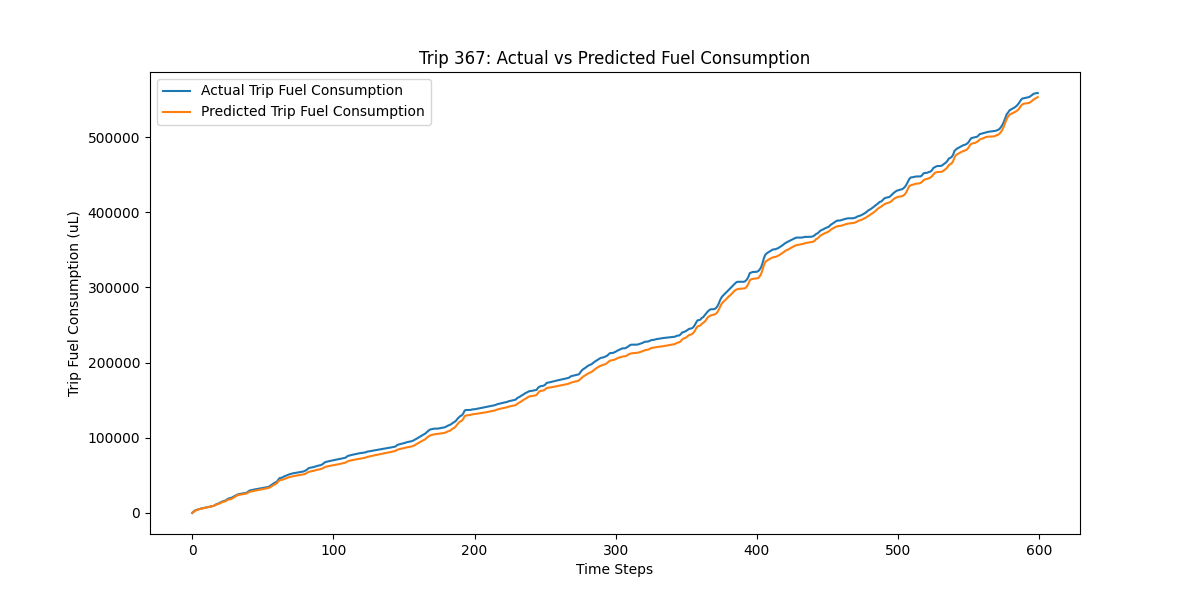 Trip 367: Actual vs Predicted Fuel Consumption
Actual Trip Fuel Consumption
Predicted Trip Fuel Consumption
Trip Fuel Consumption (uL)
500000
400000
300000
200000
100000
0
0 100 200 300 400 500 600
Time Steps